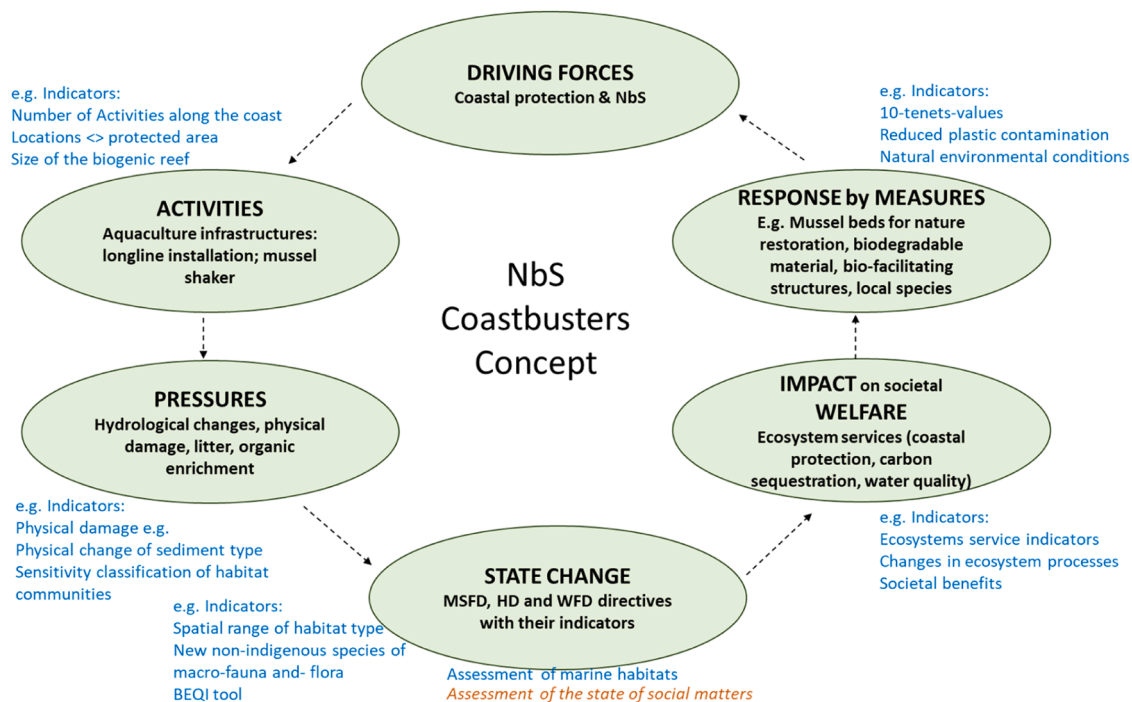 DRIVING FORCES
Coastal protection & NbS
e.g. Indicators:
Number of Activities along the coast
Locations <> protected area
Size of the biogenic reef
e.g. Indicators:
10-tenets-values
Reduced plastic contamination
Natural environmental conditions
ACTIVITIES
Aquaculture infrastructures:
longline installation; mussel
shaker
RESPONSE by MEASURES
E.g. Mussel beds for nature
restoration, biodegradable
material, bio-facilitating
structures, local species
NbS
Coastbusters
Concept
PRESSURES
Hydrological changes, physical
damage, litter, organic
enrichment
IMPACT on societal
WELFARE
Ecosystem services (coastal
protection, carbon
sequestration, water quality)
e.g. Indicators:
Physical damage e.g.
Physical change of sediment type
Sensitivity classification of habitat
communities
e.g. Indicators:
Ecosystems service indicators
Changes in ecosystem processes
Societal benefits
STATE CHANGE
MSFD, HD and WFD directives
with their indicators
e.g. Indicators:
Spatial range of habitat type
New non-indigenous species of
macro-fauna and- flora
BEQI tool
Assessment of marine habitats
Assessment of the state of social matters